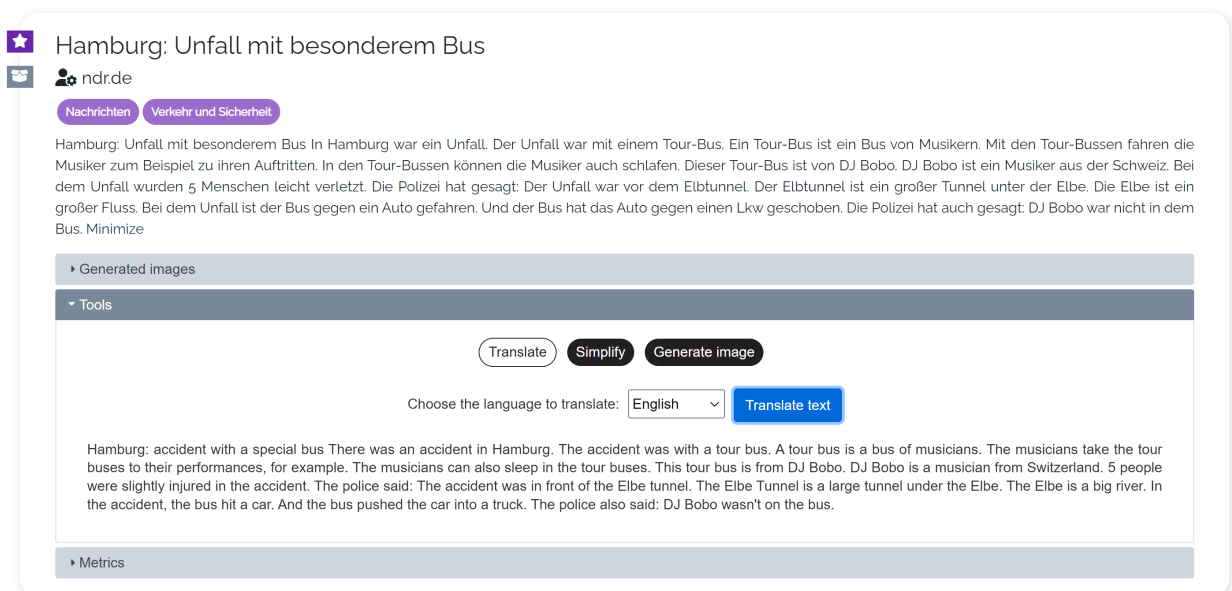 Hamburg: Unfall mit besonderem Bus
ndr.de
Nachrichten Verkehr und Sicherheit
Hamburg: Unfall mit besonderem Bus In Hamburg war ein Unfall. Der Unfall war mit einem Tour-Bus. Ein Tour-Bus ist ein Bus von Musikern. Mit den Tour-Bussen fahren die
Musiker zum Beispiel zu ihren Auftritten. In den Tour-Bussen können die Musiker auch schlafen. Dieser Tour-Bus ist von DJ Bobo. DJ Bobo ist ein Musiker aus der Schweiz. Bei
dem Unfall wurden 5 Menschen leicht verletzt. Die Polizei hat gesagt: Der Unfall war vor dem Elbtunnel. Der Elbtunnel ist ein großer Tunnel unter der Elbe. Die Elbe ist ein
großer Fluss. Bei dem Unfall ist der Bus gegen ein Auto gefahren. Und der Bus hat das Auto gegen einen Lkw geschoben. Die Polizei hat auch gesagt: DJ Bobo war nicht in dem
Bus. Minimize
Generated images
Tools
Translate Simplify Generate image
Choose the language to translate: English Translate text
Hamburg: accident with a special bus There was an accident in Hamburg. The accident was with a tour bus. A tour bus is a bus of musicians. The musicians take the tour
buses to their performances, for example. The musicians can also sleep in the tour buses. This tour bus is from DJ Bobo. DJ Bobo is a musician from Switzerland. 5 people
were slightly injured in the accident. The police said: The accident was in front of the Elbe tunnel. The Elbe Tunnel is a large tunnel under the Elbe. The Elbe is a big river. In
the accident, the bus hit a car. And the bus pushed the car into a truck. The police also said: DJ Bobo wasn't on the bus.
Metrics